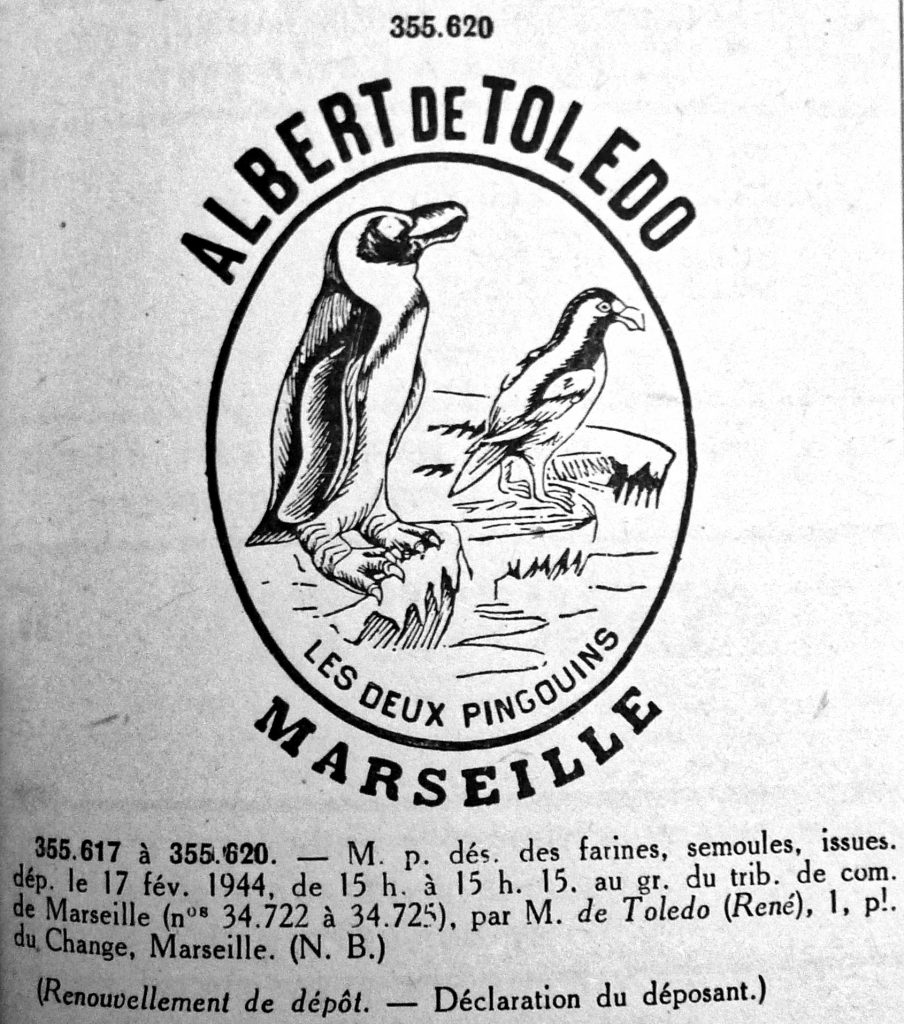 355.620
ALBERT DE TOLEDO
LES DEUX PINGOUINS
MARSEILLE
355.617 à 355.620. — M. p. dés. des farines, semoules, issues.
dép. le 17 fév. 1944, de 15 h. à 15 h. 15. au gr. du trib. de com.
de Marseille (nos 34.722 à 34.725), par M. de Toledo (René), 1, pl.
du Change, Marseille. (N. B.)
(Renouvellement de dépôt. — Déclaration du déposant.)